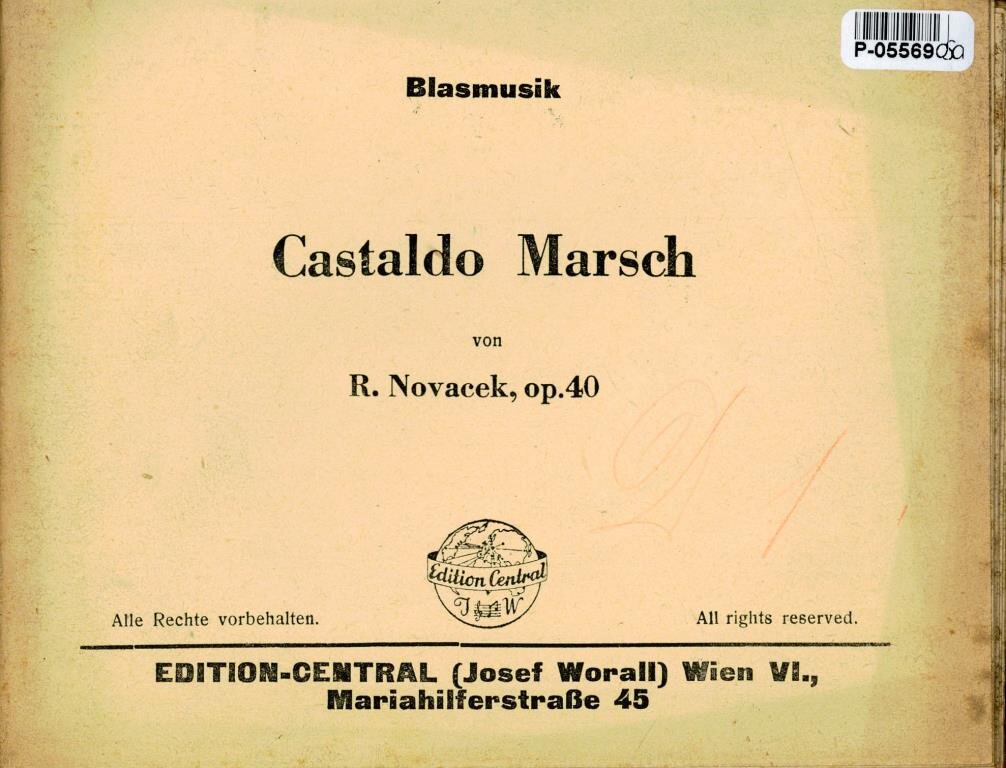 P-05569
Blasmusik
Castaldo Marsch
von
R. Novacek, op.40
D 1
Edition Central
J W
Alle Rechte vorbehalten.
All rights reserved.
EDITION-CENTRAL (Josef Worall) Wien VI.,
Mariahilferstraße 45